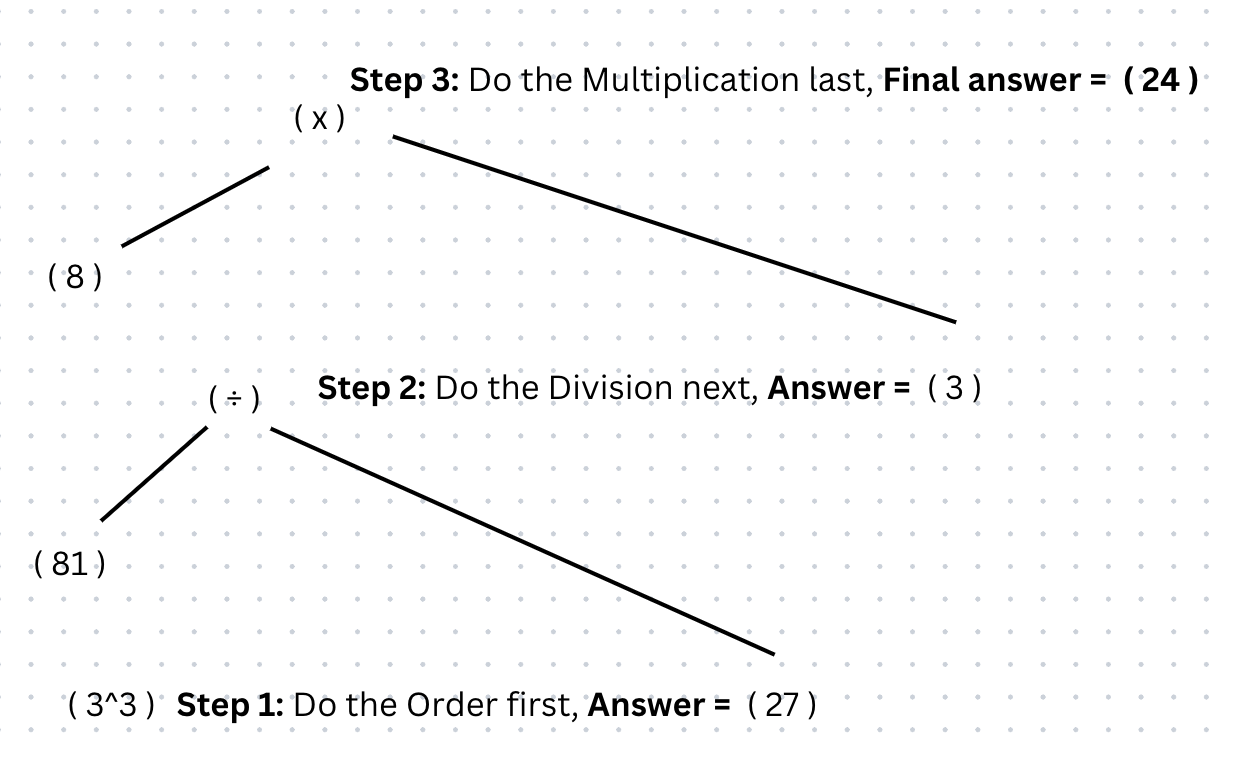 Step 3: Do the Multiplication last, Final answer = ( 24 )
( x )
( 8 )
( ÷ ) Step 2: Do the Division next, Answer = ( 3 )
( 81 )
( 3^3 ) Step 1: Do the Order first, Answer = ( 27 )